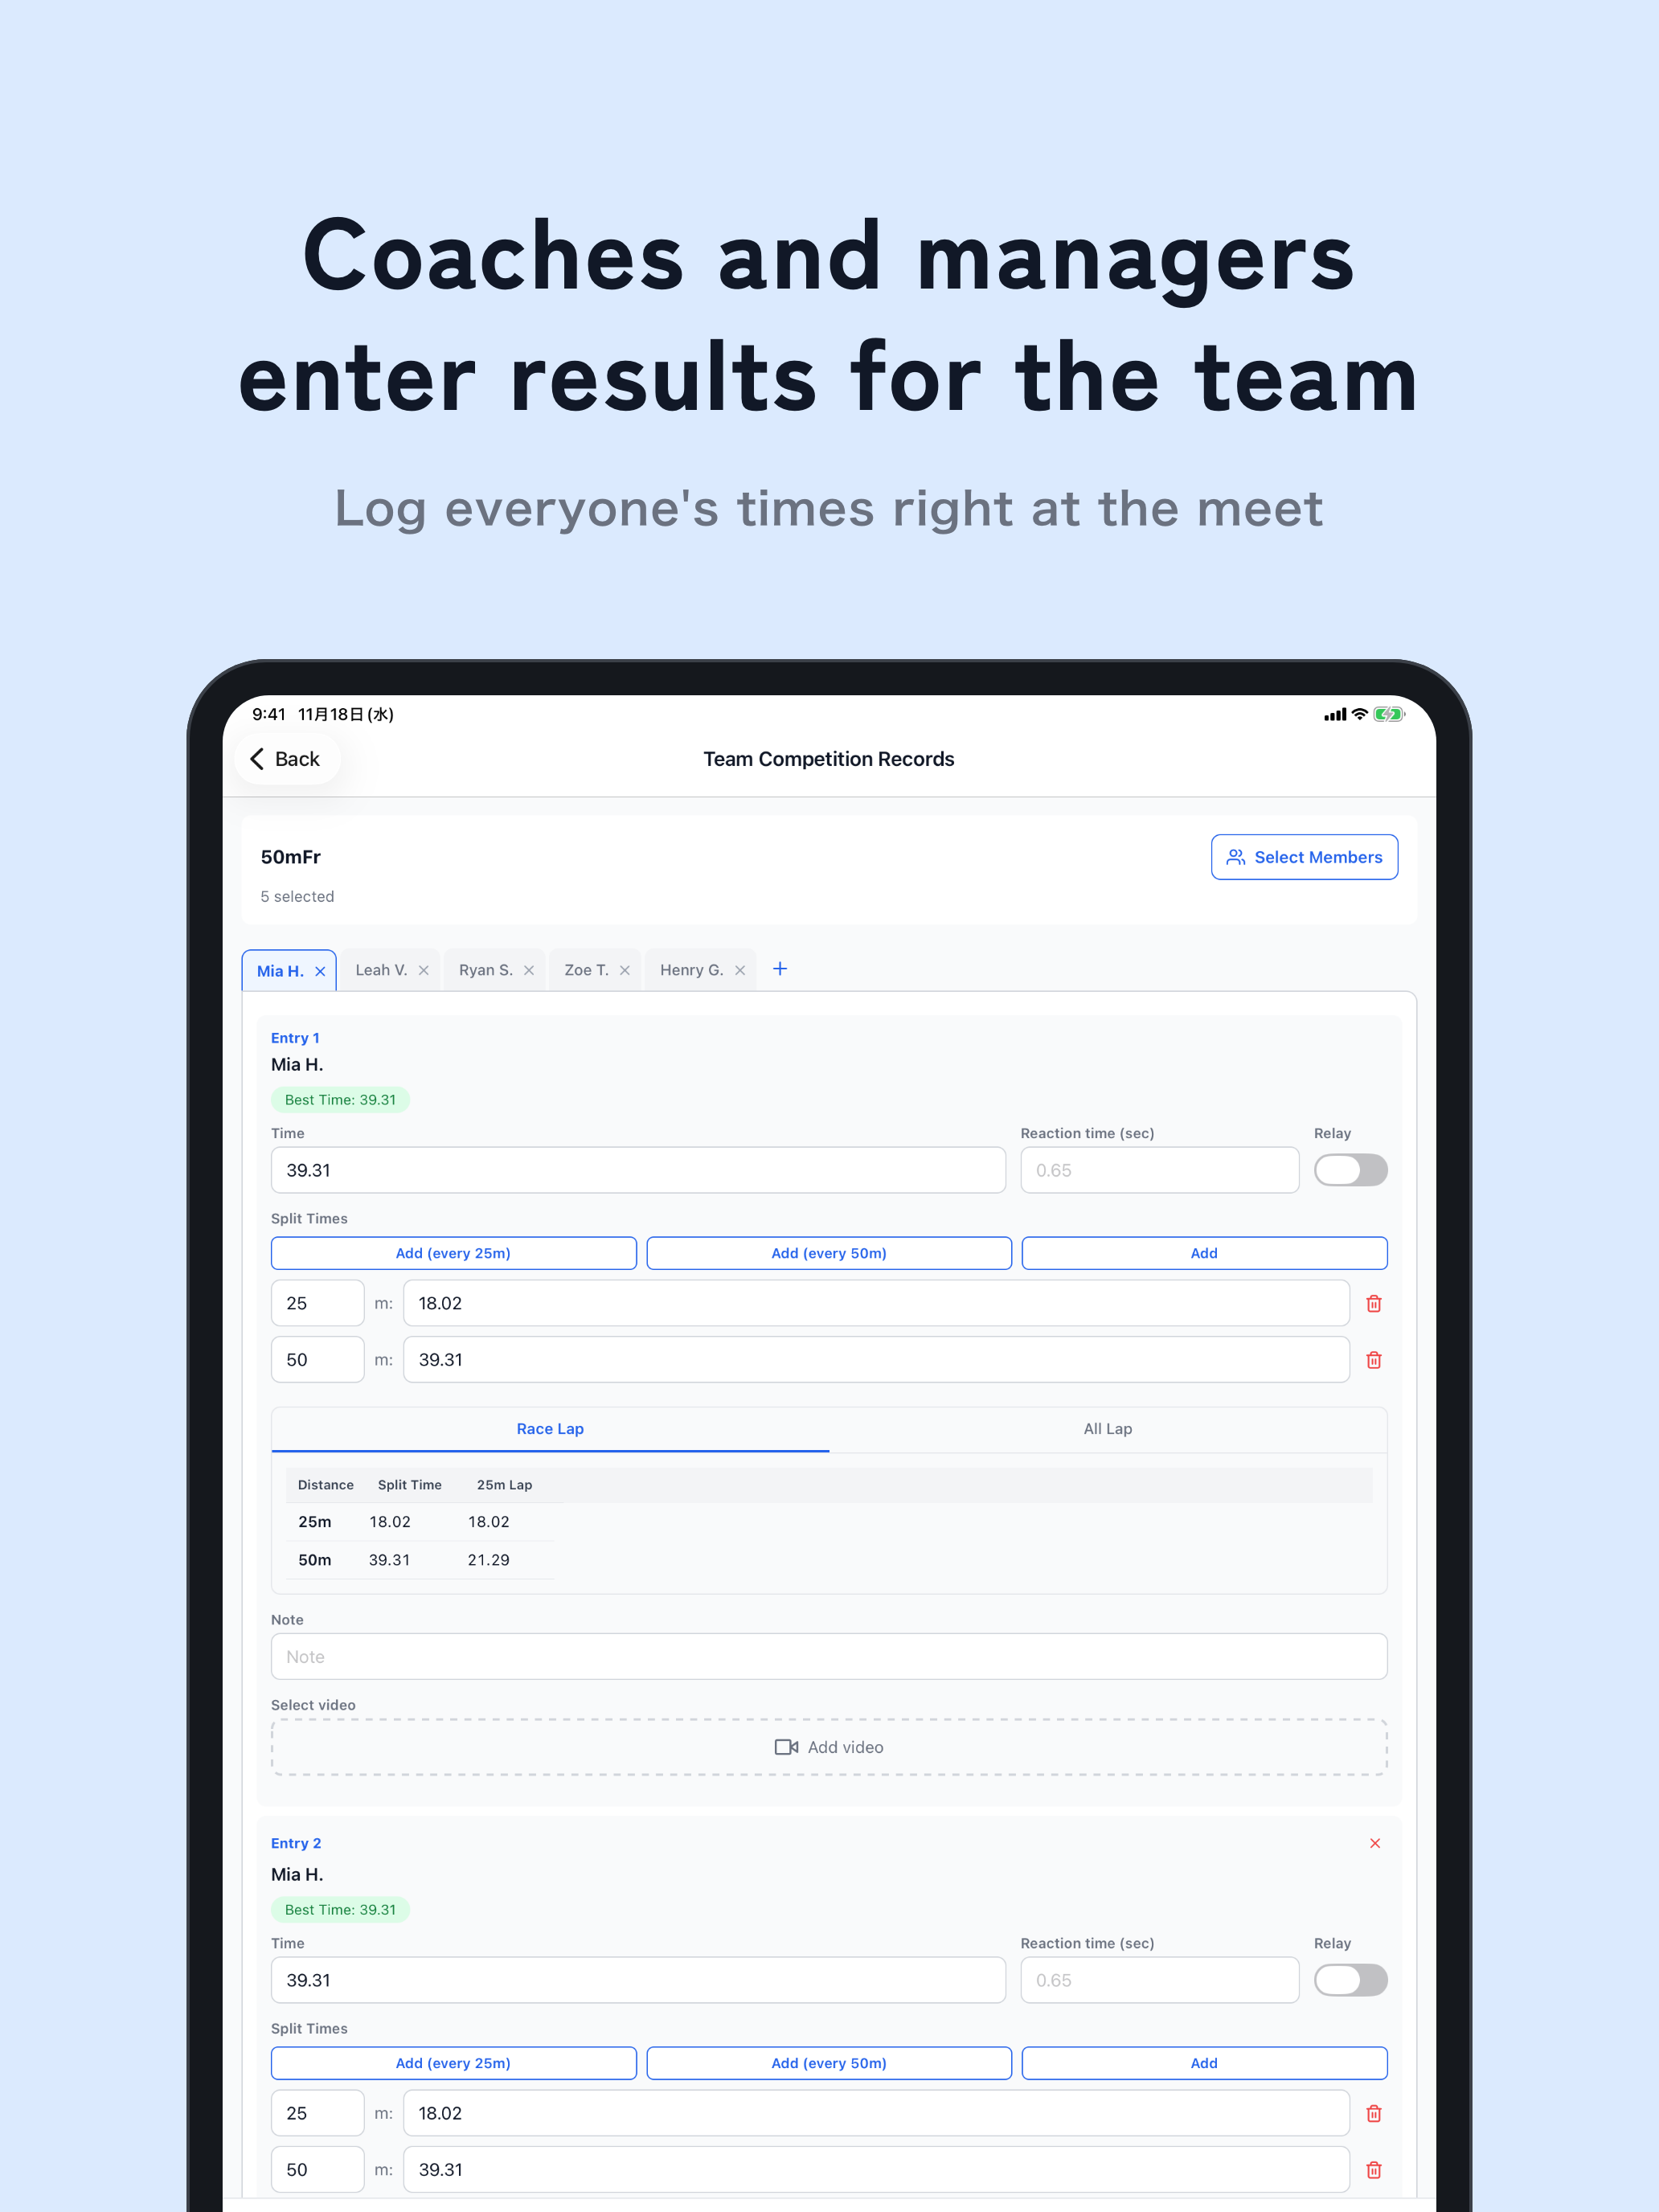 Coaches and managers
enter results for the team
Log everyone's times right at the meet
9:41 11月18日(水)
Back
Team Competition Records
50mFr
Select Members
5 selected
Mia H. Leah V. Ryan S. Zoe T. Henry G.
Entry 1
Mia H.
Best Time: 39.31
Time Reaction time (sec) Relay
39.31 0.65
Split Times
Add (every 25m) Add (every 50m) Add
25 m: 18.02
50 m: 39.31
Race Lap All Lap
Distance Split Time 25m Lap
25m 18.02 18.02
50m 39.31 21.29
Note
Note
Select video
Add video
Entry 2
Mia H.
Best Time: 39.31
Time Reaction time (sec) Relay
39.31 0.65
Split Times
Add (every 25m) Add (every 50m) Add
25 m: 18.02
50 m: 39.31